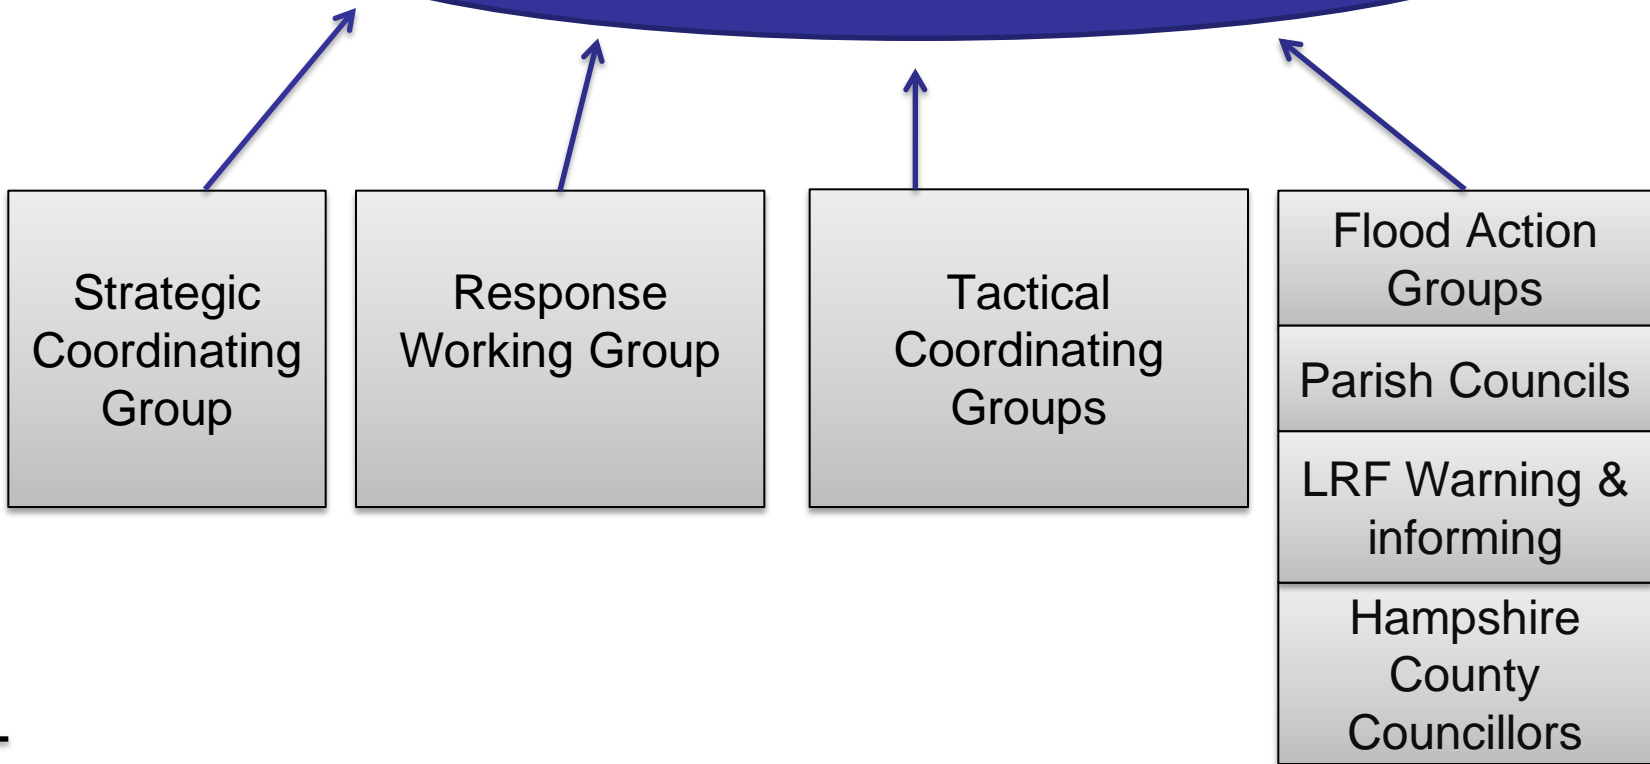 Strategic
Coordinating
Group
Response
Working Group
Tactical
Coordinating
Groups
Flood Action
Groups
Parish Councils
LRF Warning &
informing
Hampshire
County
Councillors